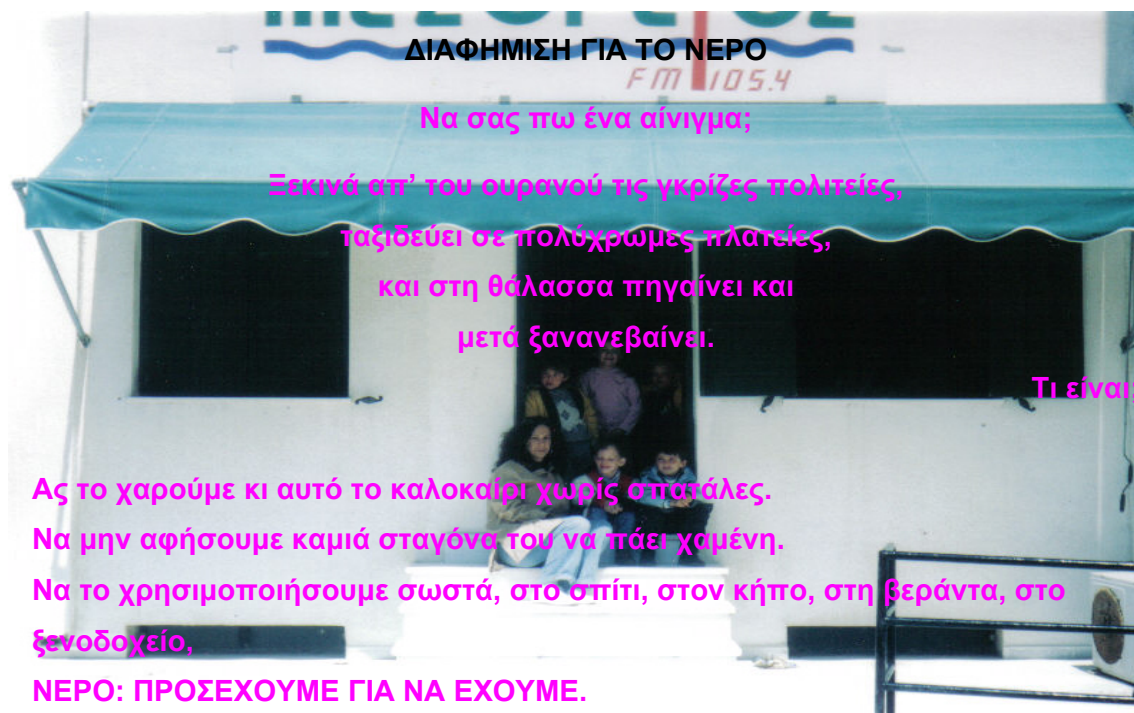 ΔΙΑΦΗΜΙΣΗ ΓΙΑ ΤΟ ΝΕΡΟ
FM 105.4
Να σας πω ένα αίνιγμα;
Ξεκινά απ’ του ουρανού τις γκρίζες πολιτείες,
ταξιδεύει σε πολύχρωμες πλατείες,
και στη θάλασσα πηγαίνει και
μετά ξανανεβαίνει.
Τι είναι
Ας το χαρούμε κι αυτό το καλοκαίρι χωρίς σπατάλες.
Να μην αφήσουμε καμιά σταγόνα του να πάει χαμένη.
Να το χρησιμοποιήσουμε σωστά, στο σπίτι, στον κήπο, στη βεράντα, στο
ξενοδοχείο,
ΝΕΡΟ: ΠΡΟΣΕΧΟΥΜΕ ΓΙΑ ΝΑ ΕΧΟΥΜΕ.